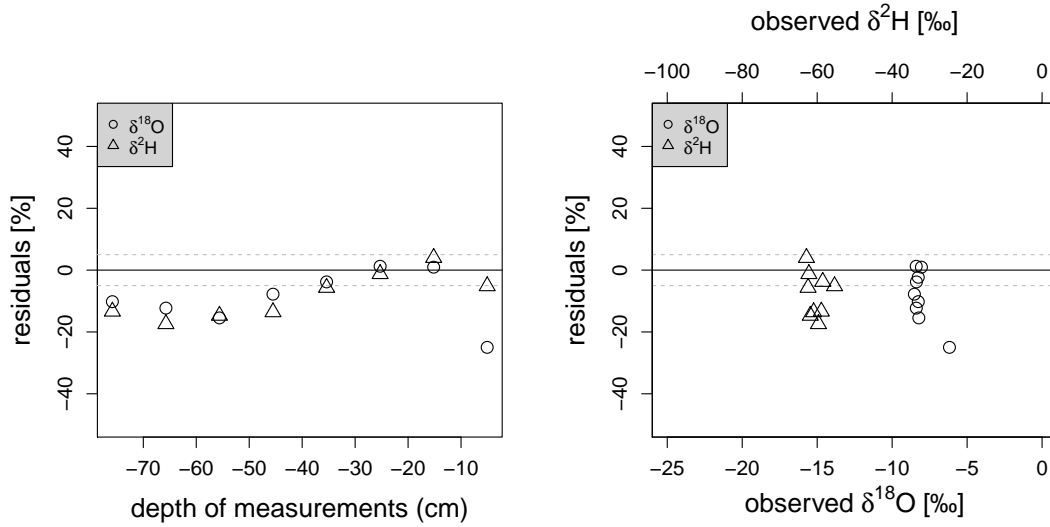 δ¹⁸O
δ²H
40
20
0
−20
−40
residuals [%]
−70 −60 −50 −40 −30 −20 −10
depth of measurements (cm)
observed δ²H [‰]
−100 −80 −60 −40 −20 0
δ¹⁸O
δ²H
40
20
0
−20
−40
residuals [%]
−25 −20 −15 −10 −5 0
observed δ¹⁸O [‰]